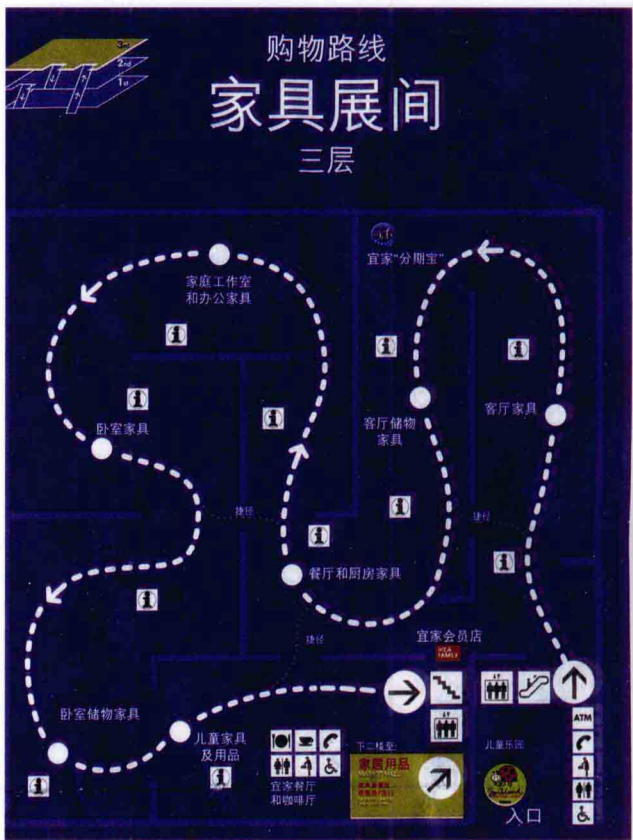 3rd
2nd
1st
购物路线
家具展间
三层
宜家“分期宝”
家庭工作室
和办公家具
客厅家具
客厅储物
家具
卧室家具
捷径
捷径
餐厅和厨房家具
捷径
宜家会员店
IKEA
FAMILY
卧室储物家具
儿童家具
及用品
ATM
下二楼至:
家居用品
儿童乐园
宜家餐厅
和咖啡厅
入口